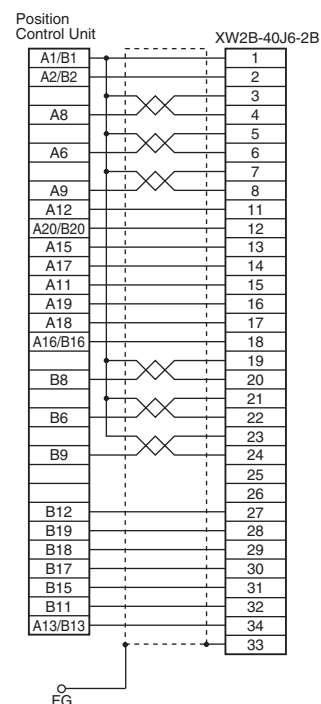 Position
Control Unit
XW2B-40J6-2B
A1/B1 1
A2/B2 2
3
A8 4
5
A6 6
7
A9 8
A12 11
A20/B20 12
A15 13
A17 14
A11 15
A19 16
A18 17
A16/B16 18
19
B8 20
21
B6 22
23
B9 24
25
26
B12 27
B19 28
B18 29
B17 30
B15 31
B11 32
A13/B13 34
33
FG